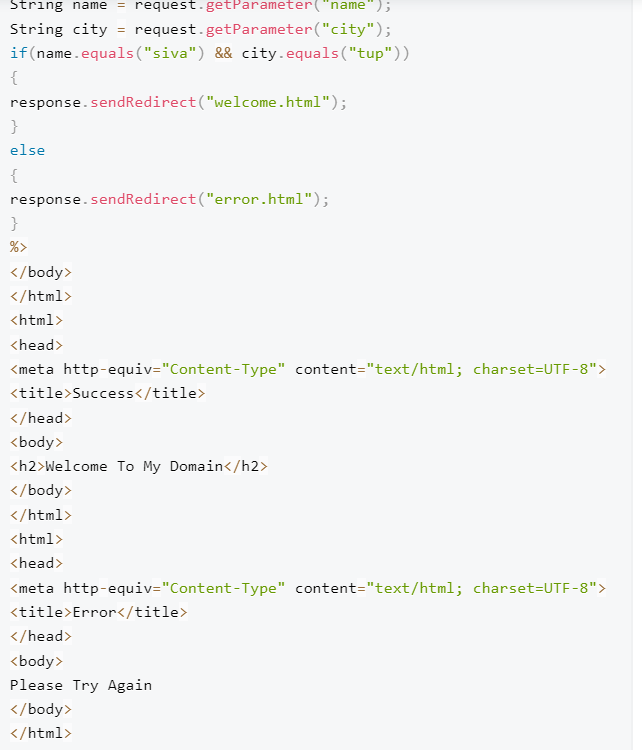 String name = request.getParameter("name");
String city = request.getParameter("city");
if(name.equals("siva") && city.equals("tup"))
{
response.sendRedirect("welcome.html");
}
else
{
response.sendRedirect("error.html");
}
%>
</body>
</html>
<html>
<head>
<meta http-equiv="Content-Type" content="text/html; charset=UTF-8">
<title>Success</title>
</head>
<body>
<h2>Welcome To My Domain</h2>
</body>
</html>
<html>
<head>
<meta http-equiv="Content-Type" content="text/html; charset=UTF-8">
<title>Error</title>
</head>
<body>
Please Try Again
</body>
</html>